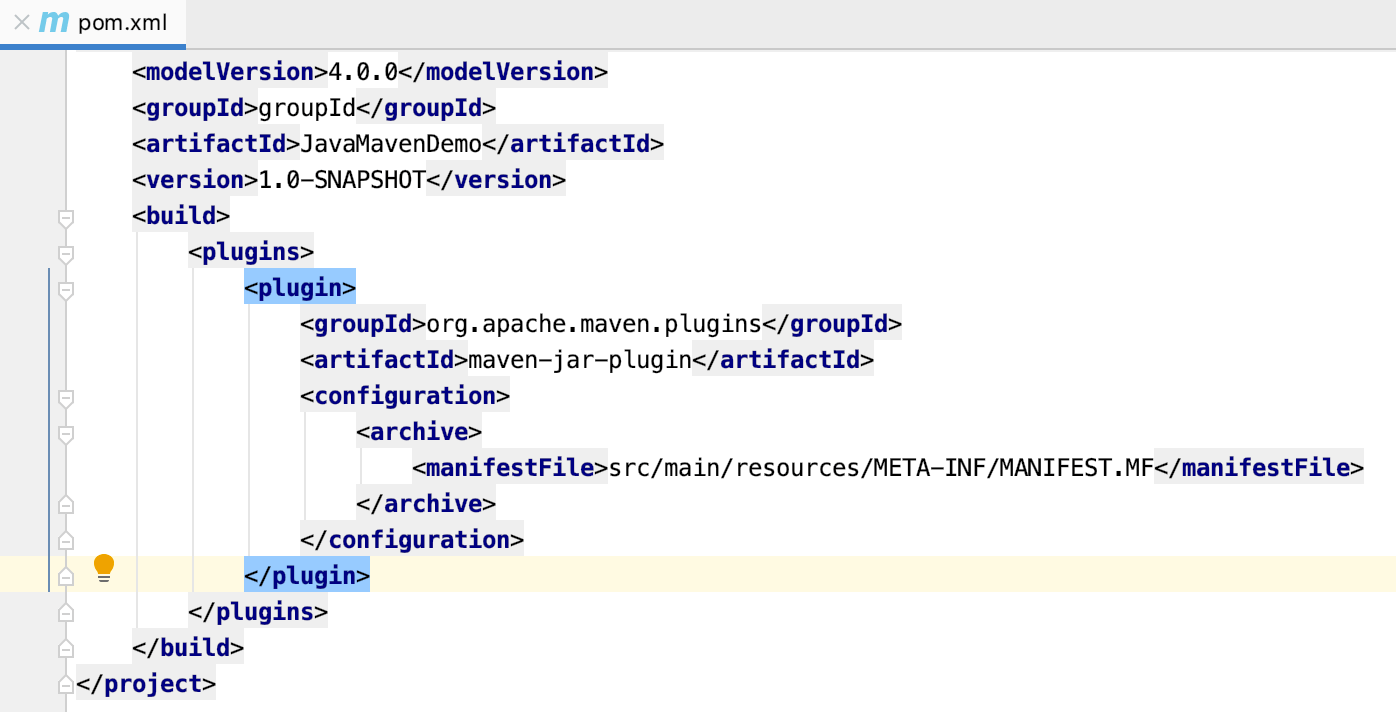 m pom.xml
<modelVersion>4.0.0</modelVersion>
<groupId>groupId</groupId>
<artifactId>JavaMavenDemo</artifactId>
<version>1.0-SNAPSHOT</version>
<build>
<plugins>
<plugin>
<groupId>org.apache.maven.plugins</groupId>
<artifactId>maven-jar-plugin</artifactId>
<configuration>
<archive>
<manifestFile>src/main/resources/META-INF/MANIFEST.MF</manifestFile>
</archive>
</configuration>
</plugin>
</plugins>
</build>
</project>